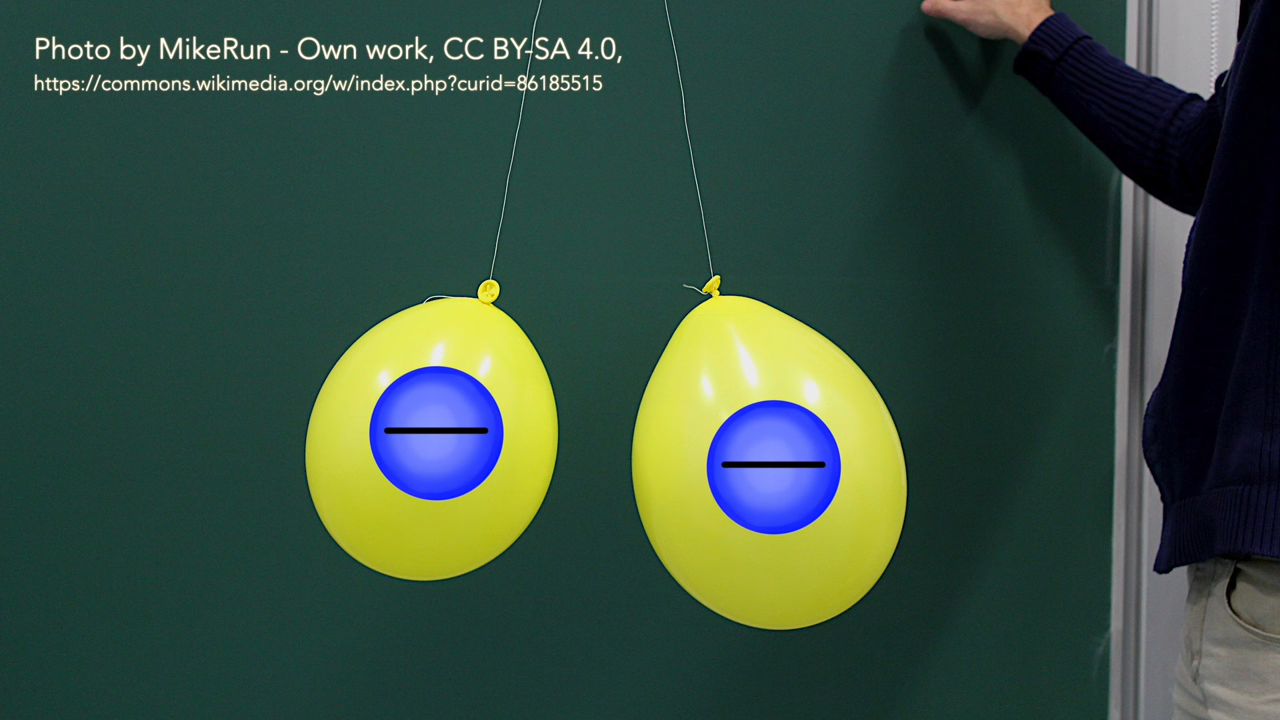 Photo by MikeRun - Own work, CC BY-SA 4.0,
https://commons.wikimedia.org/w/index.php?curid=86185515